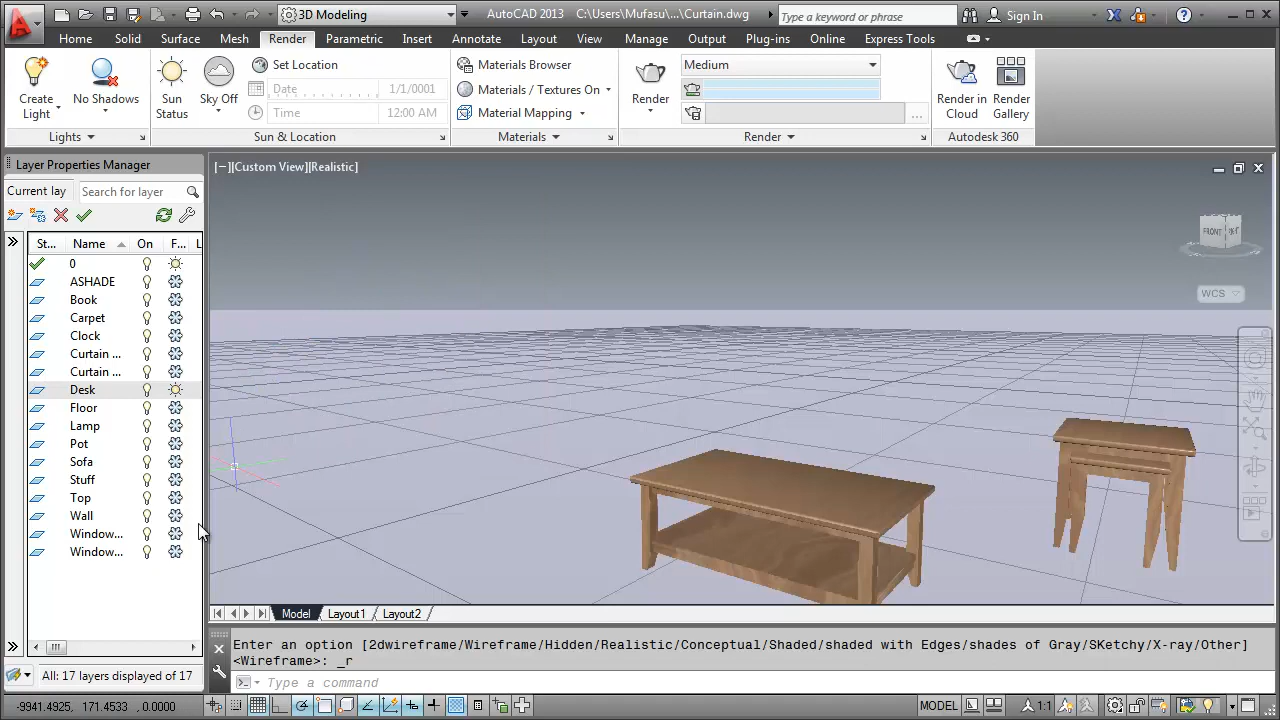 3D Modeling
AutoCAD 2013 C:\Users\Mufasu\...\Curtain.dwg
Type a keyword or phrase
Sign In
Home Solid Surface Mesh Render Parametric Insert Annotate Layout View Manage Output Plug-ins Online Express Tools
Create Light
No Shadows
Lights
Sun Status
Sky Off
Set Location
Date 1/1/0001
Time 12:00 AM
Sun & Location
Materials Browser
Materials / Textures On
Material Mapping
Materials
Render
Medium
...
Render
Render in Cloud
Render Gallery
Autodesk 360
Layer Properties Manager
Current lay
Search for layer
St... Name On F... L
0
ASHADE
Book
Carpet
Clock
Curtain ...
Curtain ...
Desk
Floor
Lamp
Pot
Sofa
Stuff
Top
Wall
Window...
Window...
All: 17 layers displayed of 17
[−][Custom View][Realistic]
FRONT
WCS
Model Layout1 Layout2
Enter an option [2dwireframe/Wireframe/Hidden/Realistic/Conceptual/Shaded/shaded with Edges/shades of Gray/SKetchy/X-ray/Other]
<Wireframe>: _r
Type a command
-9941.4925, 171.4533, 0.0000
MODEL
1:1